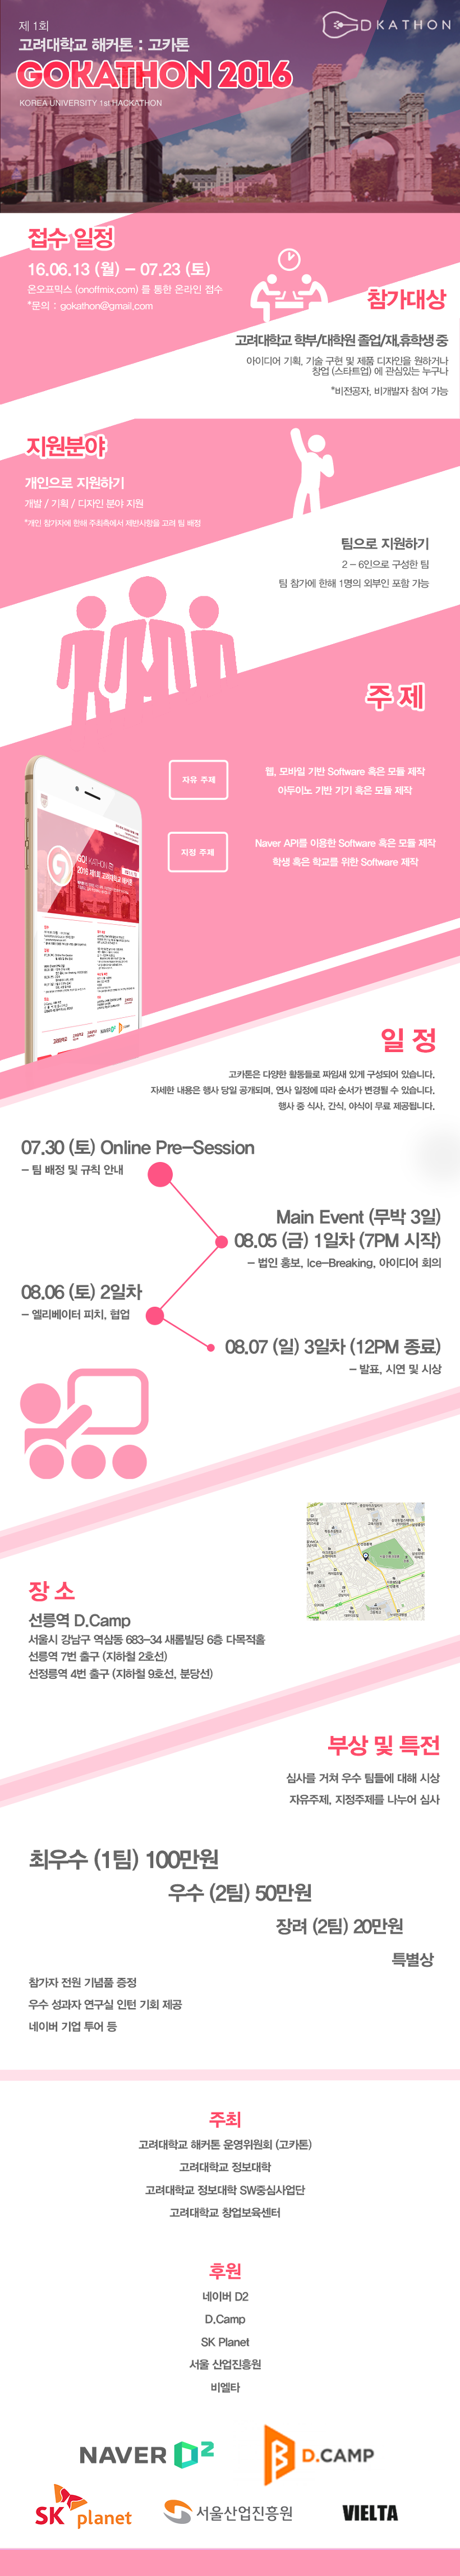 제 1회
고려대학교 해커톤 : 고카톤
GOKATHON 2016
KOREA UNIVERSITY 1st HACKATHON
DKATHON
접수 일정
16.06.13 (월) – 07.23 (토)
온오프믹스 (onoffmix.com) 를 통한 온라인 접수
*문의 : gokathon@gmail.com
참가대상
고려대학교 학부/대학원 졸업/재,휴학생 중
아이디어 기획, 기술 구현 및 제품 디자인을 원하거나
창업 (스타트업) 에 관심있는 누구나
*비전공자, 비개발자 참여 가능
지원분야
개인으로 지원하기
개발 / 기획 / 디자인 분야 지원
*개인 참가자에 한해 주최측에서 제반사항을 고려 팀 배정
팀으로 지원하기
2 – 6인으로 구성한 팀
팀 참가에 한해 1명의 외부인 포함 가능
주 제
자유 주제
웹, 모바일 기반 Software 혹은 모듈 제작
아두이노 기반 기기 혹은 모듈 제작
지정 주제
Naver API를 이용한 Software 혹은 모듈 제작
학생 혹은 학교를 위한 Software 제작
일 정
고카톤은 다양한 활동들로 짜임새 있게 구성되어 있습니다.
자세한 내용은 행사 당일 공개되며, 연사 일정에 따라 순서가 변경될 수 있습니다.
행사 중 식사, 간식, 야식이 무료 제공됩니다.
07.30 (토) Online Pre–Session
– 팀 배정 및 규칙 안내
Main Event (무박 3일)
08.05 (금) 1일차 (7PM 시작)
– 법인 홍보, Ice–Breaking, 아이디어 회의
08.06 (토) 2일차
– 엘리베이터 피치, 협업
08.07 (일) 3일차 (12PM 종료)
– 발표, 시연 및 시상
장 소
선릉역 D.Camp
서울시 강남구 역삼동 683–34 새롬빌딩 6층 다목적홀
선릉역 7번 출구 (지하철 2호선)
선정릉역 4번 출구 (지하철 9호선, 분당선)
부상 및 특전
심사를 거쳐 우수 팀들에 대해 시상
자유주제, 지정주제를 나누어 심사
최우수 (1팀) 100만원
우수 (2팀) 50만원
장려 (2팀) 20만원
특별상
참가자 전원 기념품 증정
우수 성과자 연구실 인턴 기회 제공
네이버 기업 투어 등
주최
고려대학교 해커톤 운영위원회 (고카톤)
고려대학교 정보대학
고려대학교 정보대학 SW중심사업단
고려대학교 창업보육센터
후원
네이버 D2
D.Camp
SK Planet
서울 산업진흥원
비엘타
NAVER D2
D.CAMP
SK planet
서울산업진흥원
VIELTA